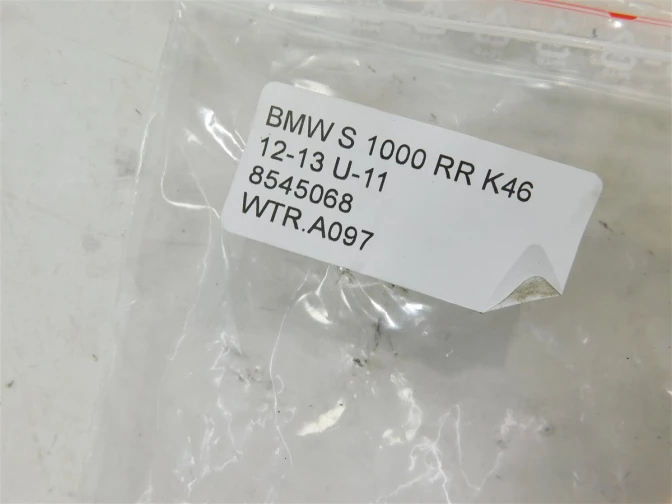 BMW S 1000 RR K46
12-13 U-11
8545068
WTR.A097